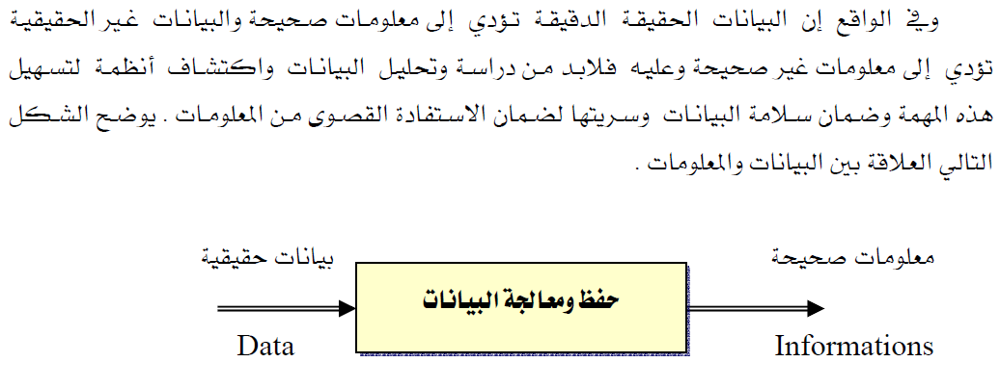 وفي الواقع إن البيانات الحقيقة الدقيقة تؤدي إلى معلومات صحيحة والبيانات غير الحقيقية
تؤدي إلى معلومات غير صحيحة وعليه فلابد من دراسة وتحليل البيانات واكتشاف أنظمة لتسهيل
هذه المهمة وضمان سلامة البيانات وسريتها لضمان الاستفادة القصوى من المعلومات . يوضح الشكل
التالي العلاقة بين البيانات والمعلومات .
بيانات حقيقية
معلومات صحيحة
حفظ ومعالجة البيانات
Data
Informations